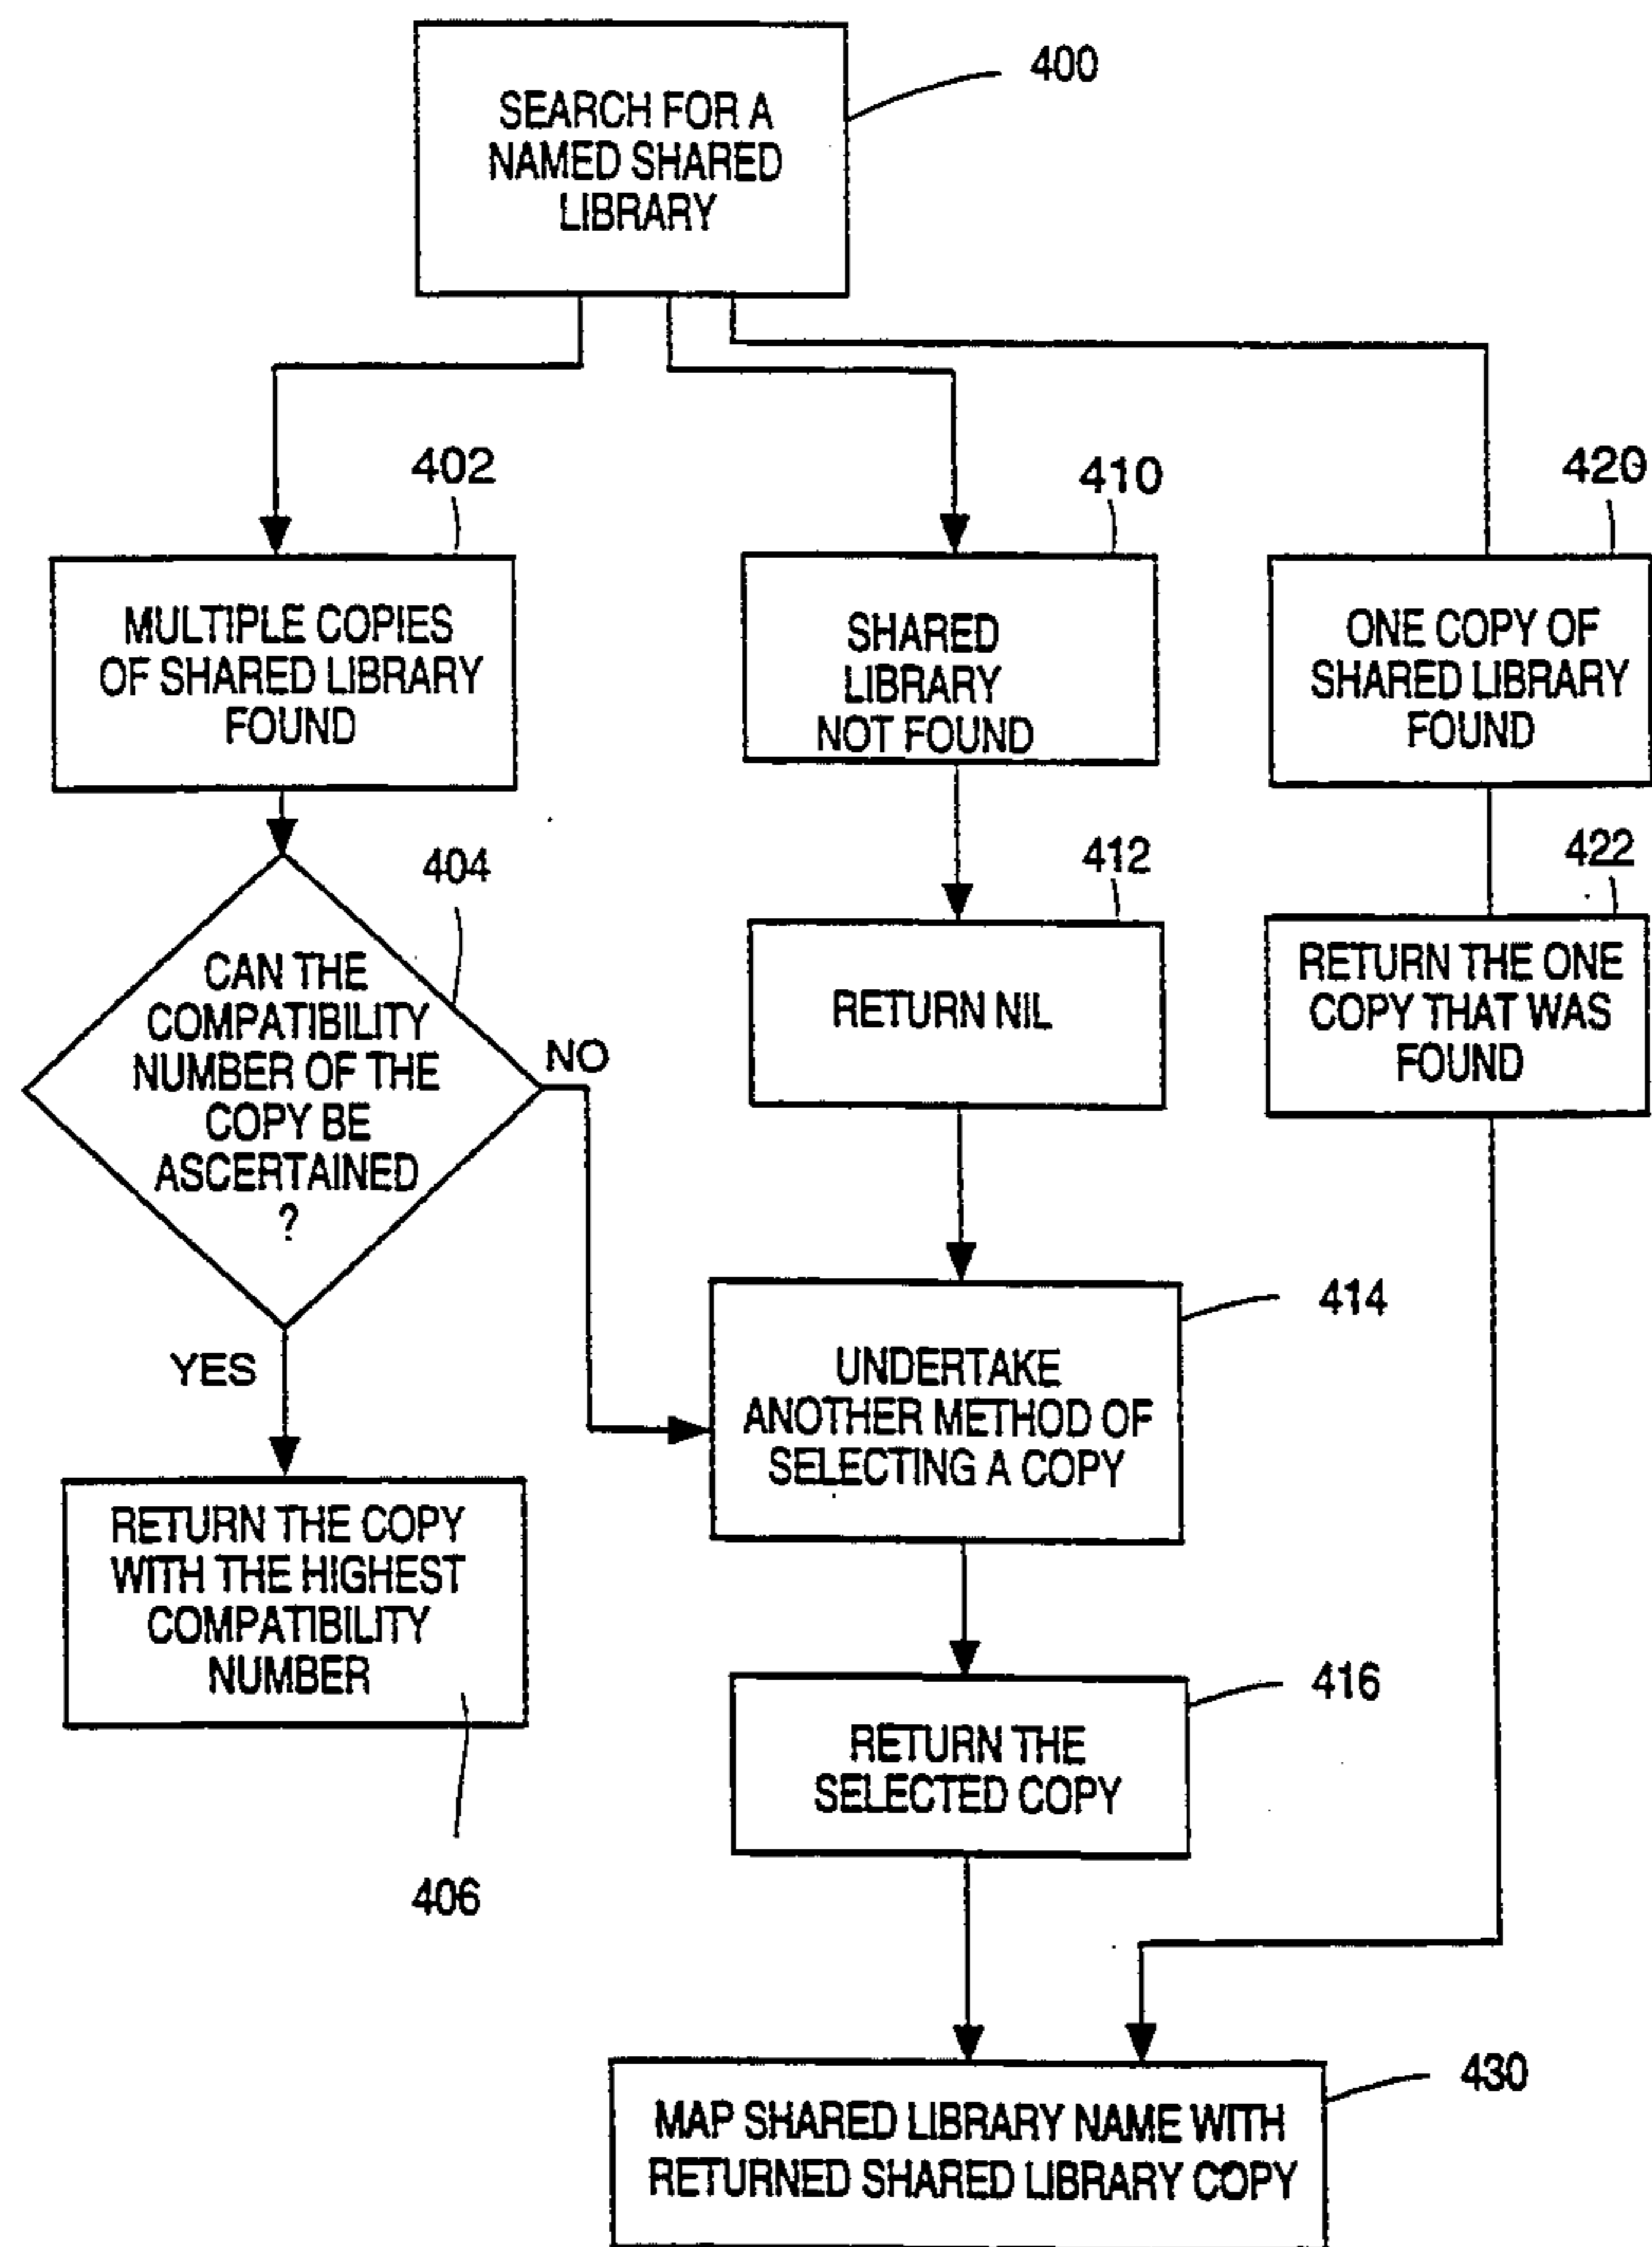 400
SEARCH FOR A
NAMED SHARED
LIBRARY
402
410
420
MULTIPLE COPIES
OF SHARED LIBRARY
FOUND
SHARED
LIBRARY
NOT FOUND
ONE COPY OF
SHARED LIBRARY
FOUND
404
412
422
CAN THE
COMPATIBILITY
NUMBER OF THE
COPY BE
ASCERTAINED
?
NO
YES
RETURN NIL
RETURN THE ONE
COPY THAT WAS
FOUND
414
UNDERTAKE
ANOTHER METHOD OF
SELECTING A COPY
RETURN THE COPY
WITH THE HIGHEST
COMPATIBILITY
NUMBER
406
416
RETURN THE
SELECTED COPY
430
MAP SHARED LIBRARY NAME WITH
RETURNED SHARED LIBRARY COPY